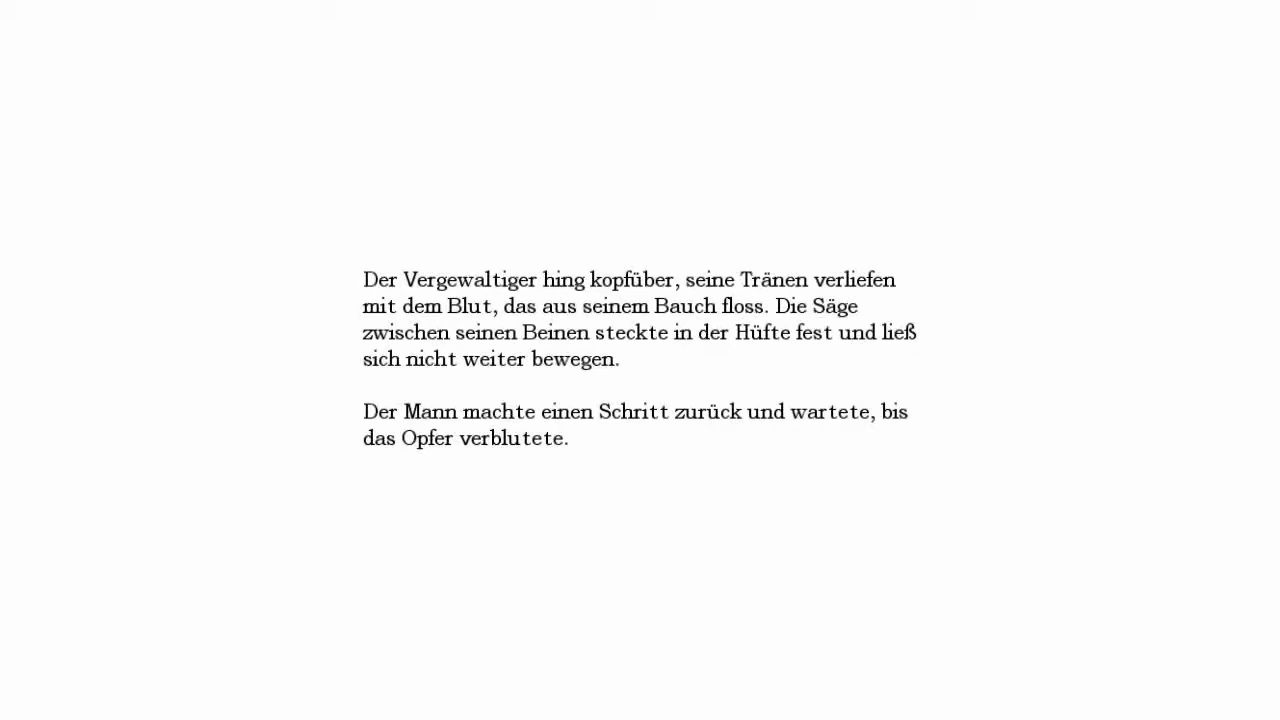 Der Vergewaltiger hing kopfüber, seine Tränen verliefen
mit dem Blut, das aus seinem Bauch floss. Die Säge
zwischen seinen Beinen steckte in der Hüfte fest und ließ
sich nicht weiter bewegen.
Der Mann machte einen Schritt zurück und wartete, bis
das Opfer verblutete.